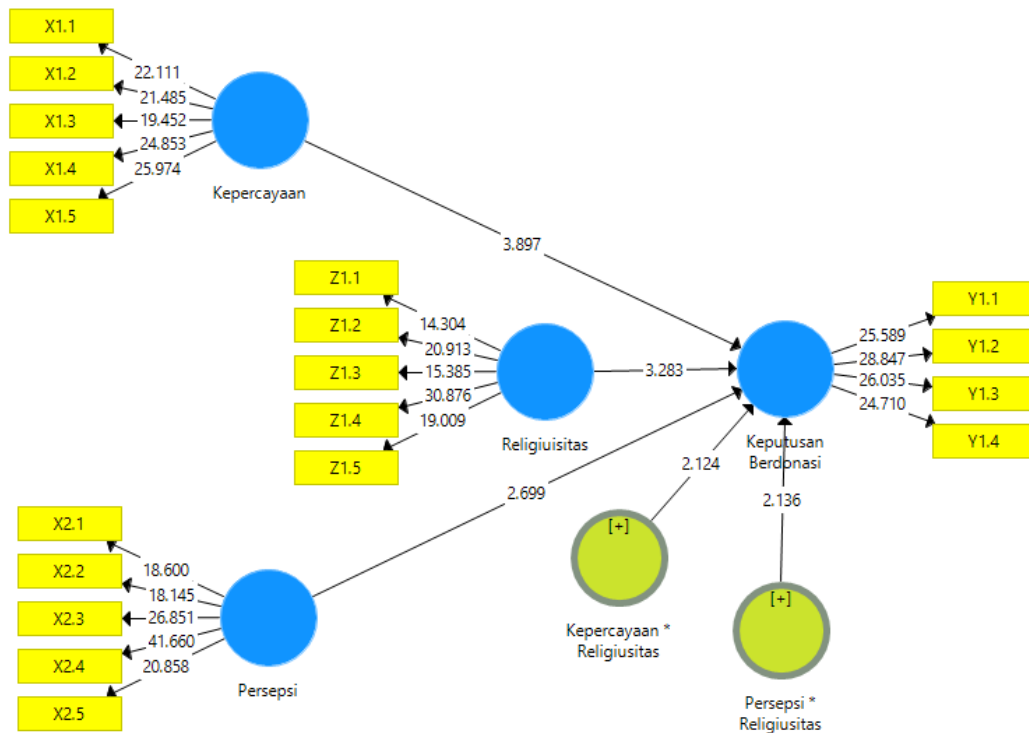 X1.1
X1.2
X1.3
X1.4
X1.5
22.111
21.485
19.452
24.853
25.974
Kepercayaan
3.897
Z1.1
Z1.2
Z1.3
Z1.4
Z1.5
14.304
20.913
15.385
30.876
19.009
Religiuisitas
3.283
Y1.1
Y1.2
Y1.3
Y1.4
25.589
28.847
26.035
24.710
Keputusan
Berdonasi
2.699
2.124
2.136
X2.1
X2.2
X2.3
X2.4
X2.5
18.600
18.145
26.851
41.660
20.858
Persepsi
[+]
Kepercayaan *
Religiusitas
[+]
Persepsi *
Religiusitas